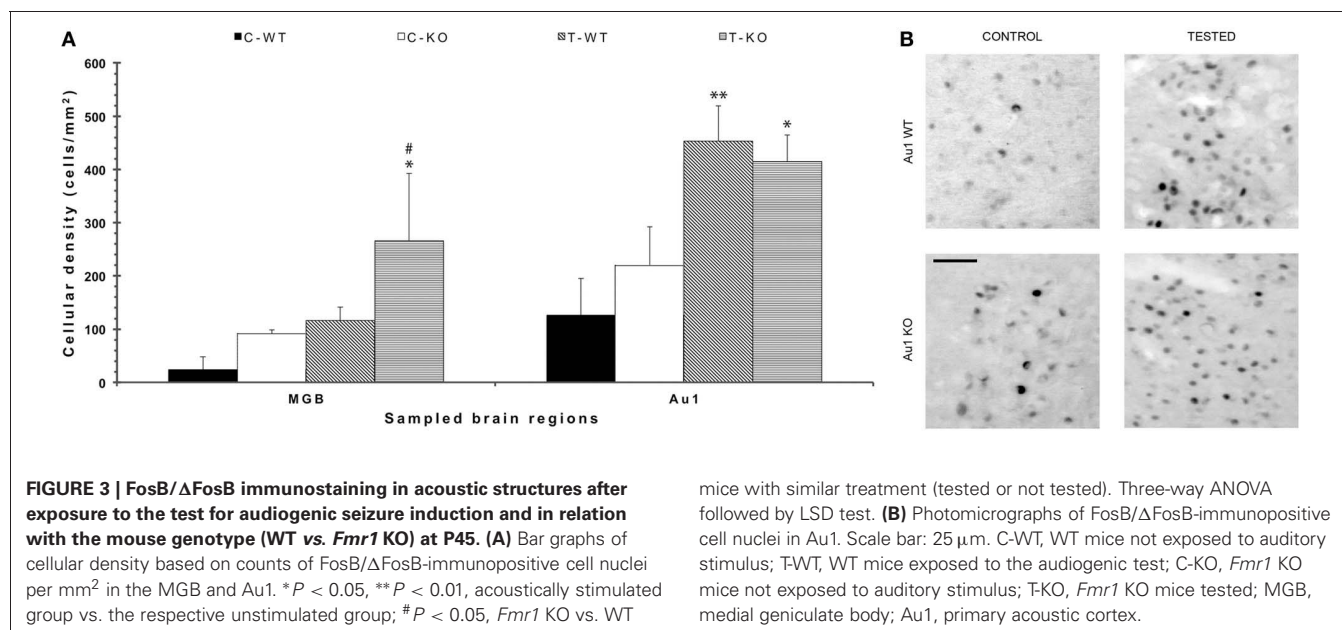 A
C-WT C-KO T-WT T-KO
Cellular density (cells/mm²)
600
500
400
300
200
100
0
#
*
**
*
MGB Au1
Sampled brain regions
B
CONTROL TESTED
Au1 WT
Au1 KO
FIGURE 3 | FosB/ΔFosB immunostaining in acoustic structures after
exposure to the test for audiogenic seizure induction and in relation
with the mouse genotype (WT vs. Fmr1 KO) at P45. (A) Bar graphs of
cellular density based on counts of FosB/ΔFosB-immunopositive cell nuclei
per mm² in the MGB and Au1. *P < 0.05, **P < 0.01, acoustically stimulated
group vs. the respective unstimulated group; #P < 0.05, Fmr1 KO vs. WT
mice with similar treatment (tested or not tested). Three-way ANOVA
followed by LSD test. (B) Photomicrographs of FosB/ΔFosB-immunopositive
cell nuclei in Au1. Scale bar: 25 μm. C-WT, WT mice not exposed to auditory
stimulus; T-WT, WT mice exposed to the audiogenic test; C-KO, Fmr1 KO
mice not exposed to auditory stimulus; T-KO, Fmr1 KO mice tested; MGB,
medial geniculate body; Au1, primary acoustic cortex.